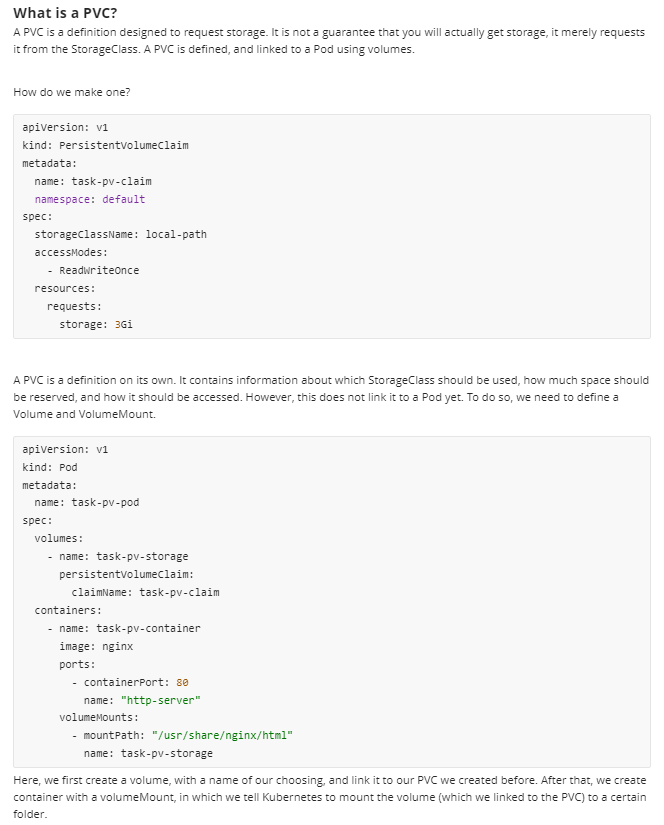 What is a PVC?
A PVC is a definition designed to request storage. It is not a guarantee that you will actually get storage, it merely requests
it from the StorageClass. A PVC is defined, and linked to a Pod using volumes.
How do we make one?
apiVersion: v1
kind: PersistentVolumeClaim
metadata:
  name: task-pv-claim
  namespace: default
spec:
  storageClassName: local-path
  accessModes:
    - ReadWriteOnce
  resources:
    requests:
      storage: 3Gi
A PVC is a definition on its own. It contains information about which StorageClass should be used, how much space should
be reserved, and how it should be accessed. However, this does not link it to a Pod yet. To do so, we need to define a
Volume and VolumeMount.
apiVersion: v1
kind: Pod
metadata:
  name: task-pv-pod
spec:
  volumes:
    - name: task-pv-storage
      persistentVolumeClaim:
        claimName: task-pv-claim
  containers:
    - name: task-pv-container
      image: nginx
      ports:
        - containerPort: 80
          name: "http-server"
      volumeMounts:
        - mountPath: "/usr/share/nginx/html"
          name: task-pv-storage
Here, we first create a volume, with a name of our choosing, and link it to our PVC we created before. After that, we create
container with a volumeMount, in which we tell Kubernetes to mount the volume (which we linked to the PVC) to a certain
folder.